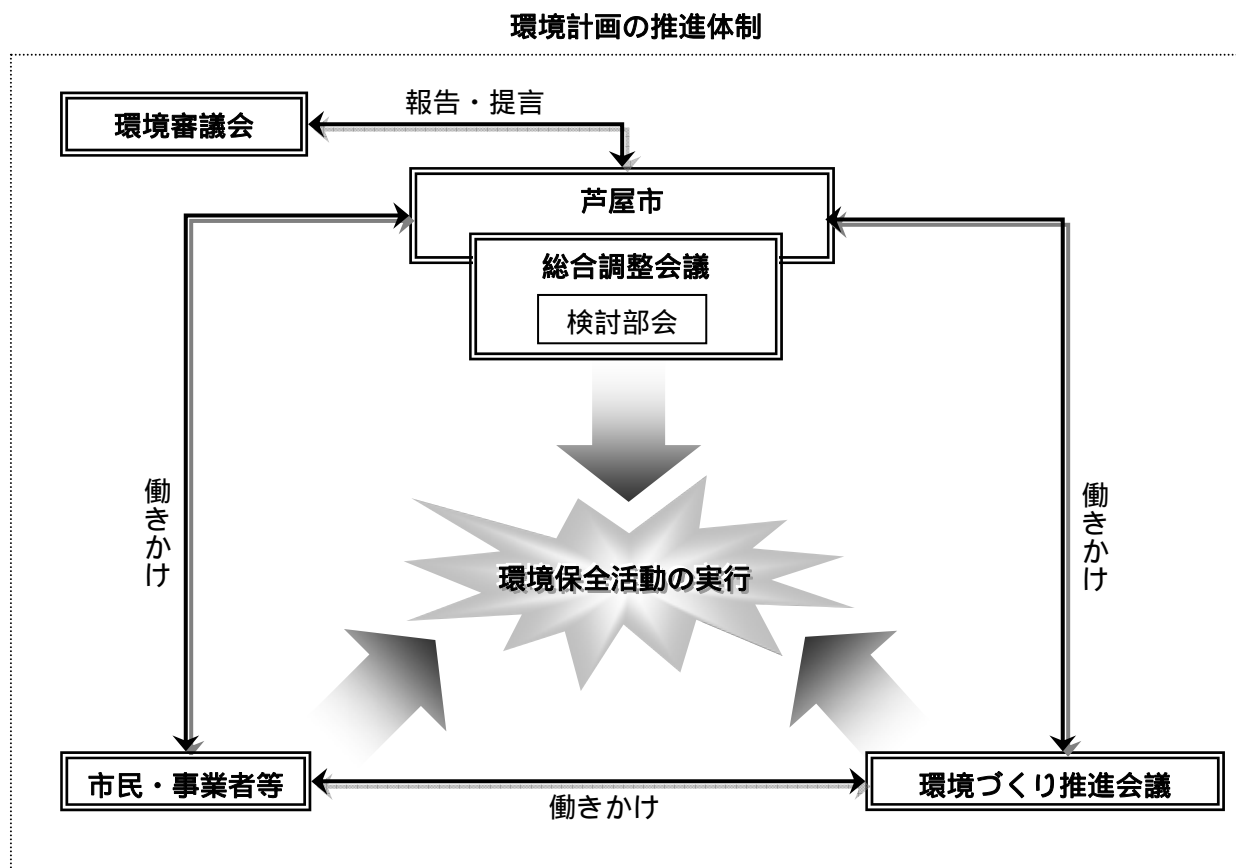 環境計画の推進体制
報告・提言
環境審議会
芦屋市
総合調整会議
検討部会
働きかけ
働きかけ
環境保全活動の実行
市民・事業者等
環境づくり推進会議
働きかけ